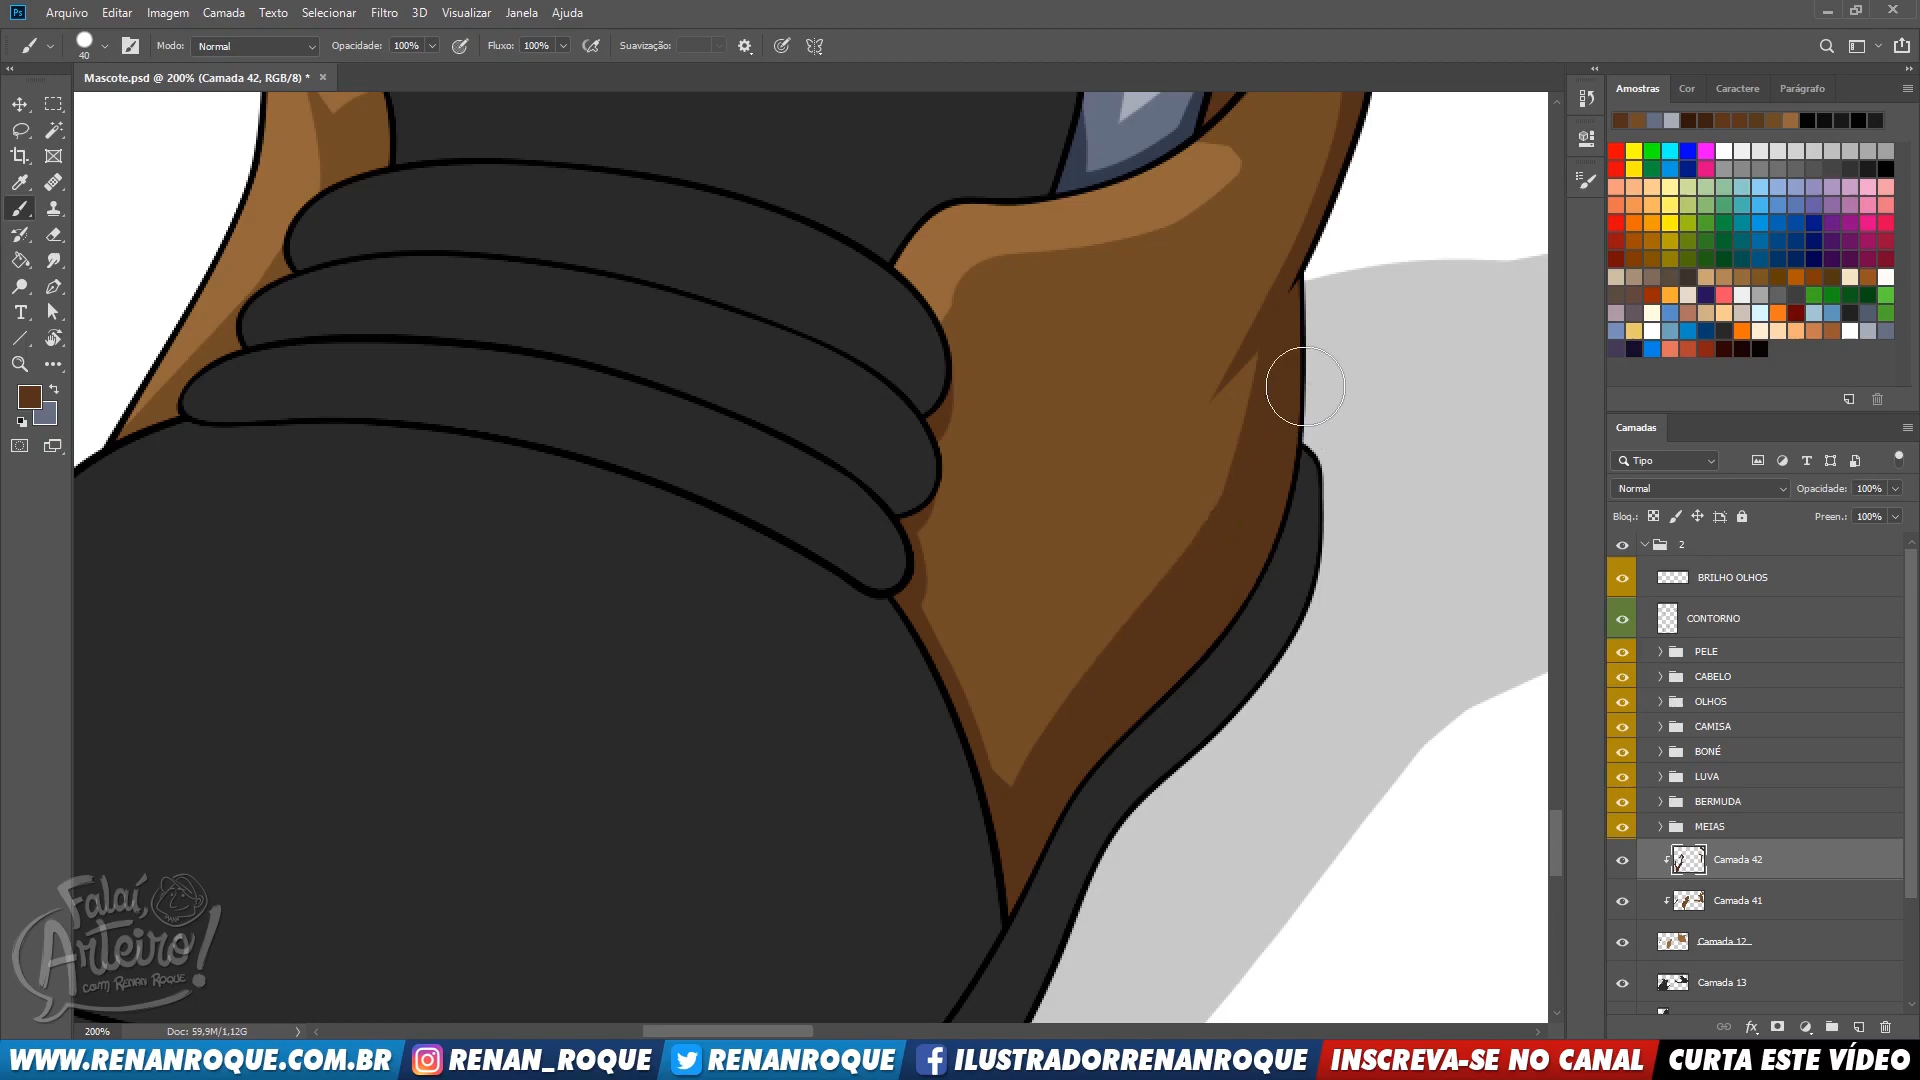 Ps Arquivo Editar Imagem Camada Texto Selecionar Filtro 3D Visualizar Janela Ajuda
40 Modo: Normal Opacidade: 100% Fluxo: 100% Suavização:
Mascote.psd @ 200% (Camada 42, RGB/8) *
Amostras Cor Caractere Parágrafo
Camadas
Tipo
Normal Opacidade: 100%
Bloq.: Preen.: 100%
2
BRILHO OLHOS
CONTORNO
PELE
CABELO
OLHOS
CAMISA
BONÉ
LUVA
BERMUDA
MEIAS
Camada 42
Camada 41
Camada 12
Camada 13
Falaí,
Arteiro!
com Renan Roque
200% Doc: 59,9M/1,12G
WWW.RENANROQUE.COM.BR RENAN_ROQUE RENANROQUE ILUSTRADORRENANROQUE INSCREVA-SE NO CANAL CURTA ESTE VÍDEO